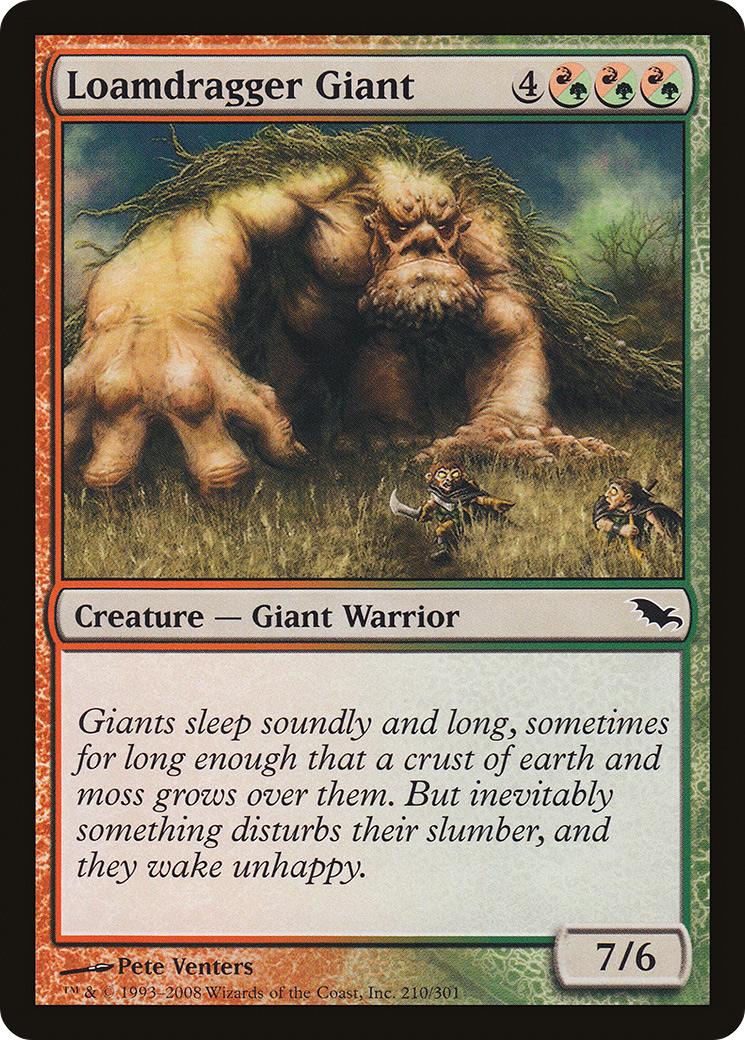 Loamdragger Giant 4
Creature — Giant Warrior
Giants sleep soundly and long, sometimes
for long enough that a crust of earth and
moss grows over them. But inevitably
something disturbs their slumber, and
they wake unhappy.
7/6
Pete Venters
™ & © 1993–2008 Wizards of the Coast, Inc. 210/301